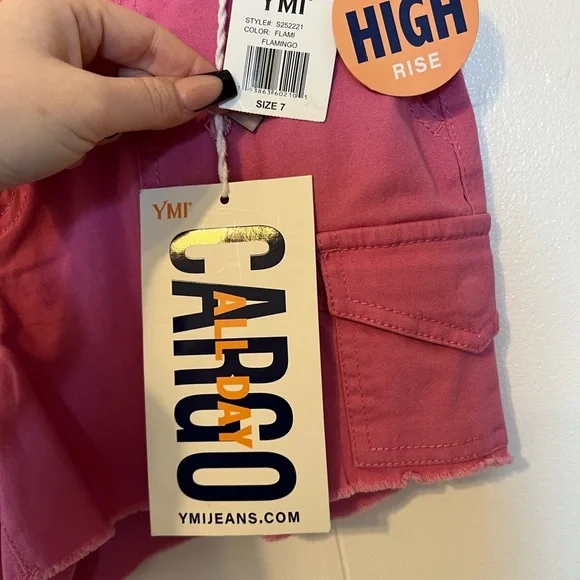 YMI®
STYLE#: S252221
COLOR: FLAMI
FLAMINGO
SIZE 7
HIGH
RISE
YMI®
CARGO
ALL DAY
YMIJEANS.COM